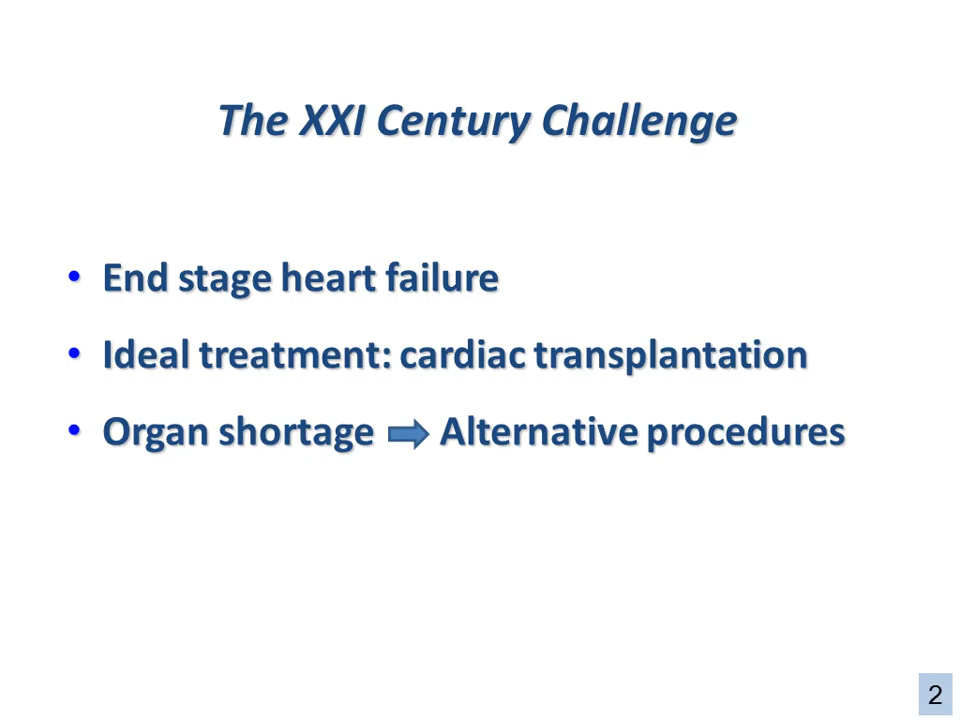 The XXI Century Challenge
• End stage heart failure
• Ideal treatment: cardiac transplantation
• Organ shortage Alternative procedures
2